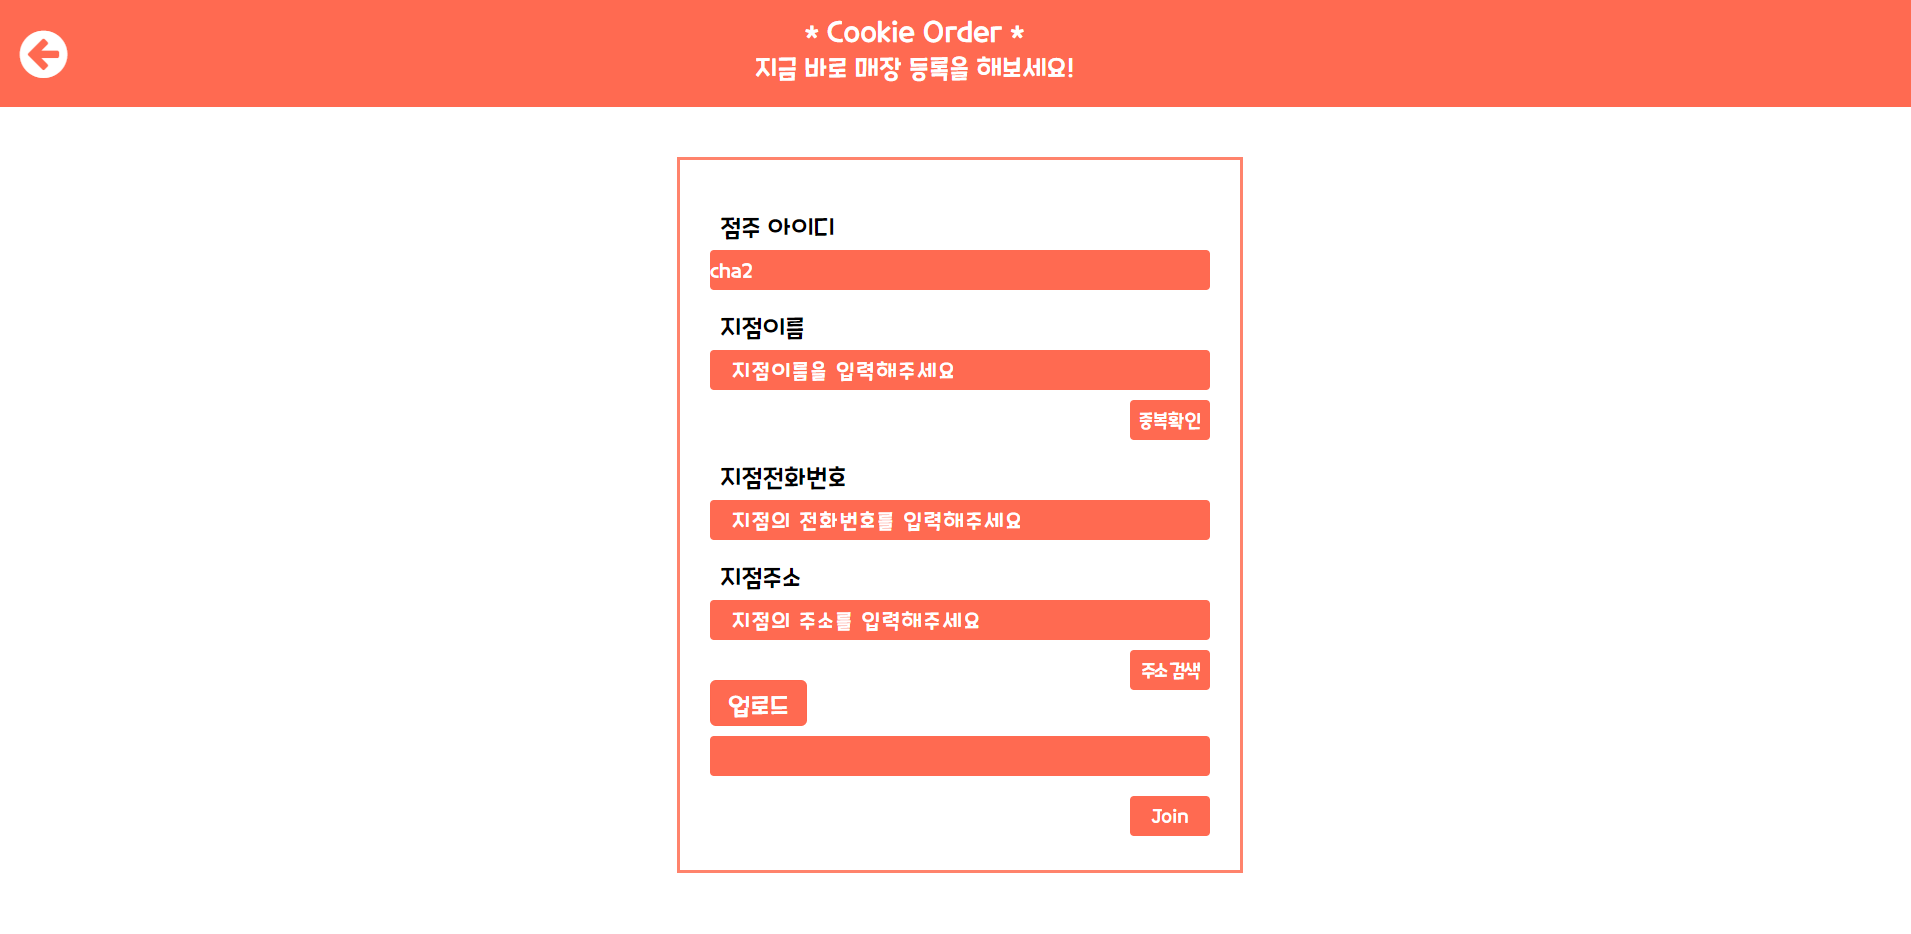 * Cookie Order *
지금 바로 매장 등록을 해보세요!
점주 아이디
cha2
지점이름
지점이름을 입력해주세요
중복확인
지점전화번호
지점의 전화번호를 입력해주세요
지점주소
지점의 주소를 입력해주세요
주소검색
업로드
Join